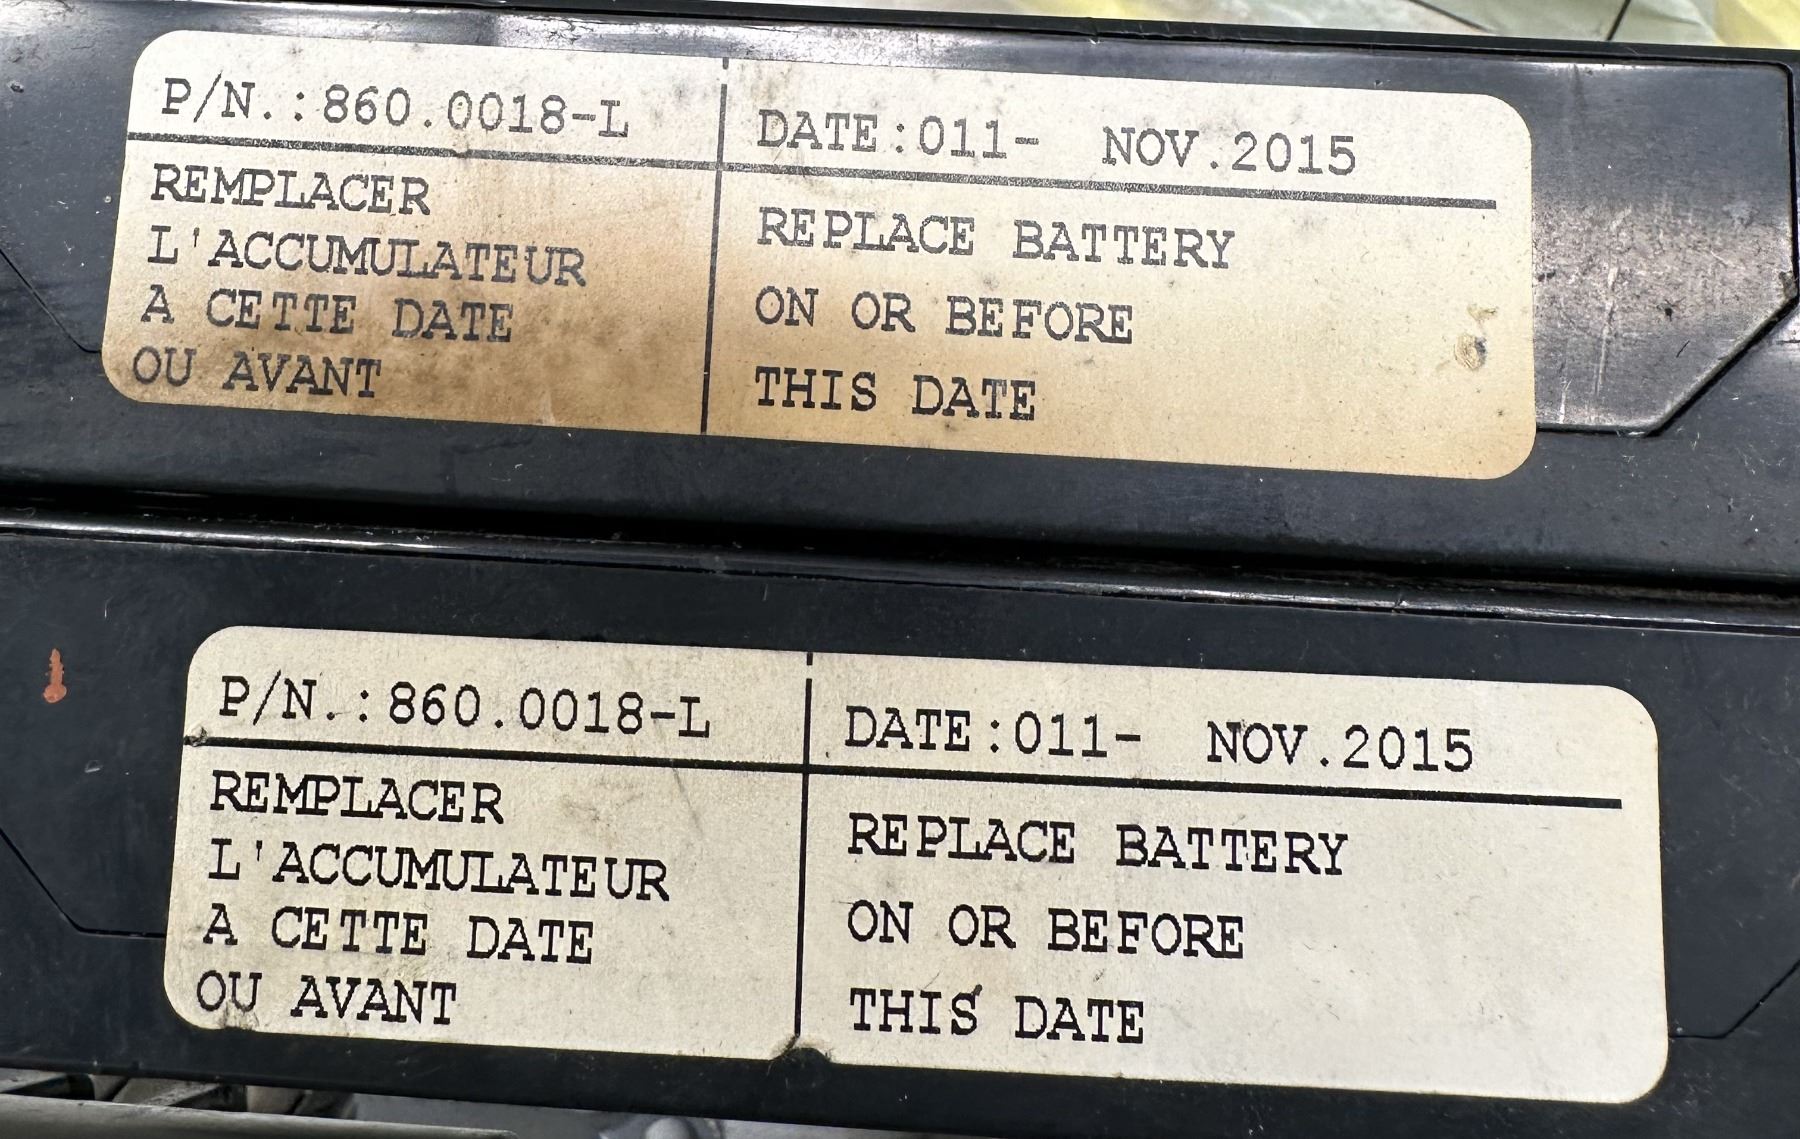 P/N.:860.0018-L
DATE:011- NOV.2015
REMPLACER
L'ACCUMULATEUR
A CETTE DATE
OU AVANT
REPLACE BATTERY
ON OR BEFORE
THIS DATE
P/N.:860.0018-L
DATE:011- NOV.2015
REMPLACER
L'ACCUMULATEUR
A CETTE DATE
OU AVANT
REPLACE BATTERY
ON OR BEFORE
THIS DATE